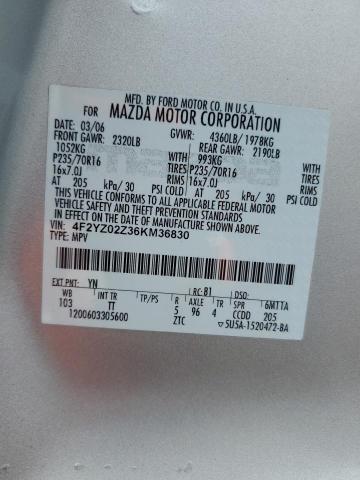 MFD. BY FORD MOTOR CO. IN U.S.A.
FOR MAZDA MOTOR CORPORATION
DATE: 03/06 GVWR: 4360LB/ 1978KG
FRONT GAWR: 2320LB REAR GAWR: 2190LB
1052KG 993KG
P235/70R16 TIRES P235/70R16 TIRES
16x7.0J RIMS 16x7.0J RIMS
AT 205 kPa/ 30 PSI COLD AT 205 kPa/ 30 PSI COLD
THIS VEHICLE CONFORMS TO ALL APPLICABLE FEDERAL MOTOR
VEHICLE SAFETY AND THEFT PREVENTION STANDARDS IN
EFFECT ON THE DATE OF MANUFACTURE SHOWN ABOVE.
VIN: 4F2YZ02Z36KM36830
TYPE: MPV
EXT PNT: YN RC: 81 DSO:
WB INT TR TP/PS R AXLE TR SPR 6MTTA
103 TT 5 96 4 CCDD 205
1200603305600 ZTC 5U5A-1520472-BA